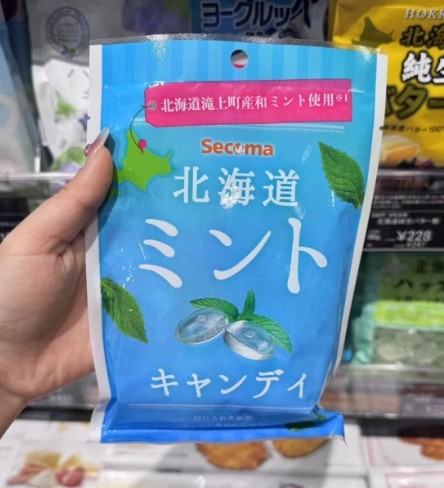 ヨーグルッペ
HOKK
北海
純生
バター
北海道滝上町産和ミント使用※1
Secoma
北海道
ミント
キャンディ
¥228